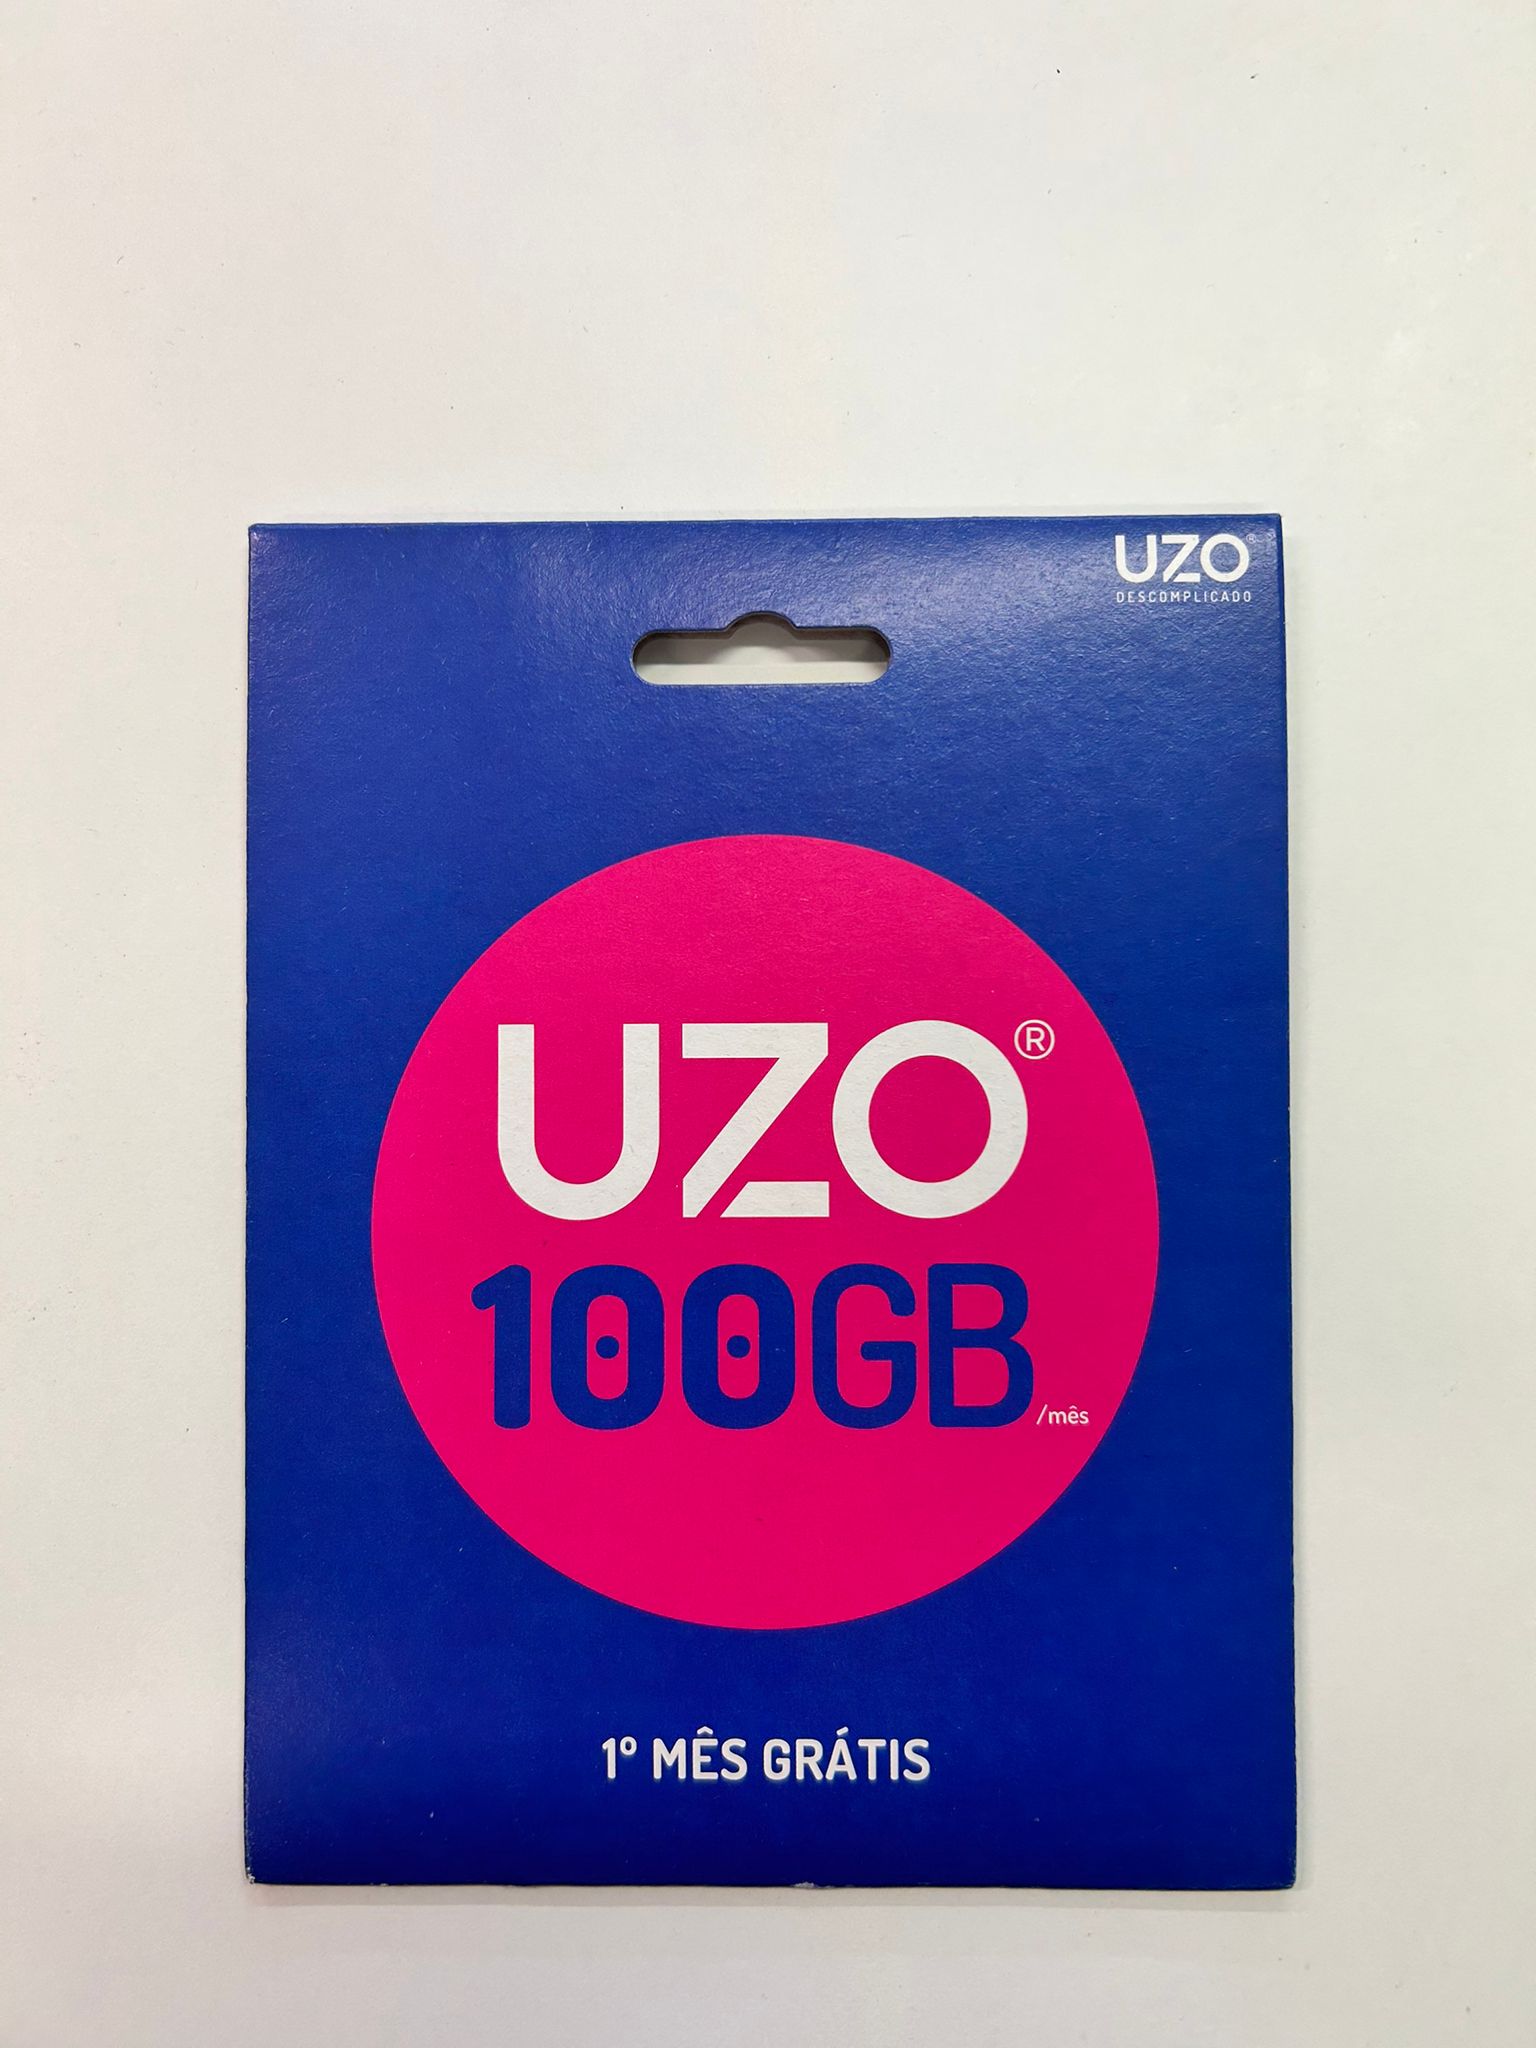 UZO®
DESCOMPLICADO
UZO®
100GB/mês
1º MÊS GRÁTIS